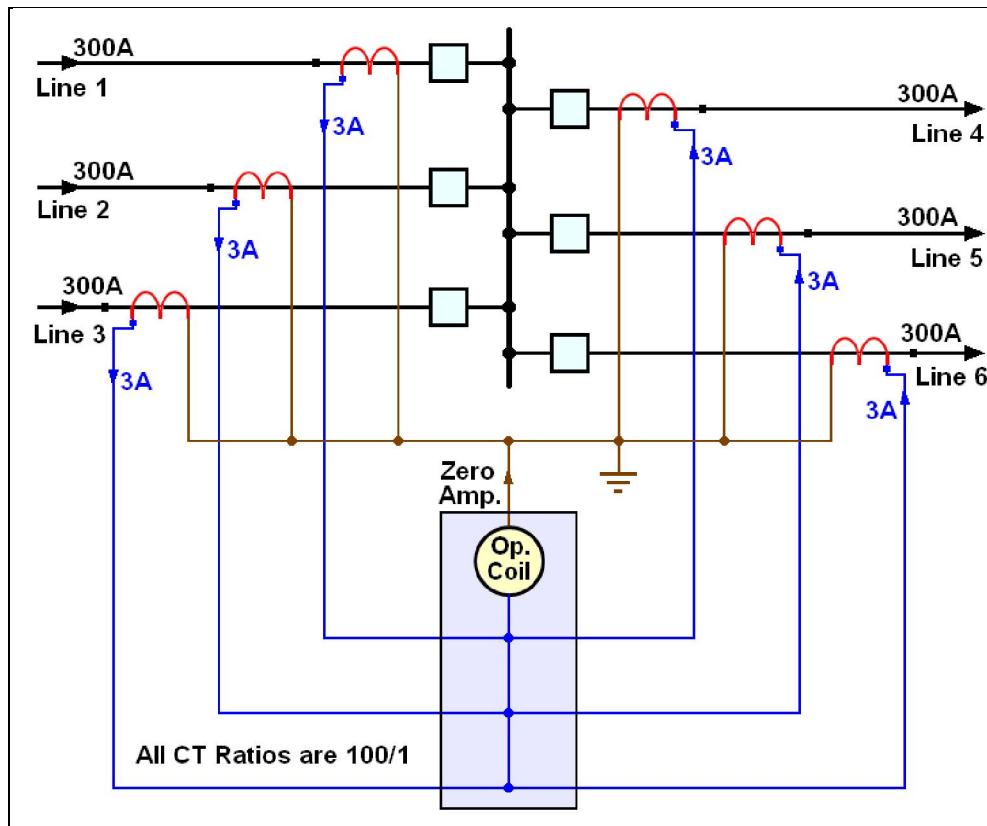 300A
Line 1
3A
300A
Line 2
3A
300A
Line 3
3A
300A
Line 4
3A
300A
Line 5
3A
300A
Line 6
3A
Zero
Amp.
Op.
Coil
All CT Ratios are 100/1